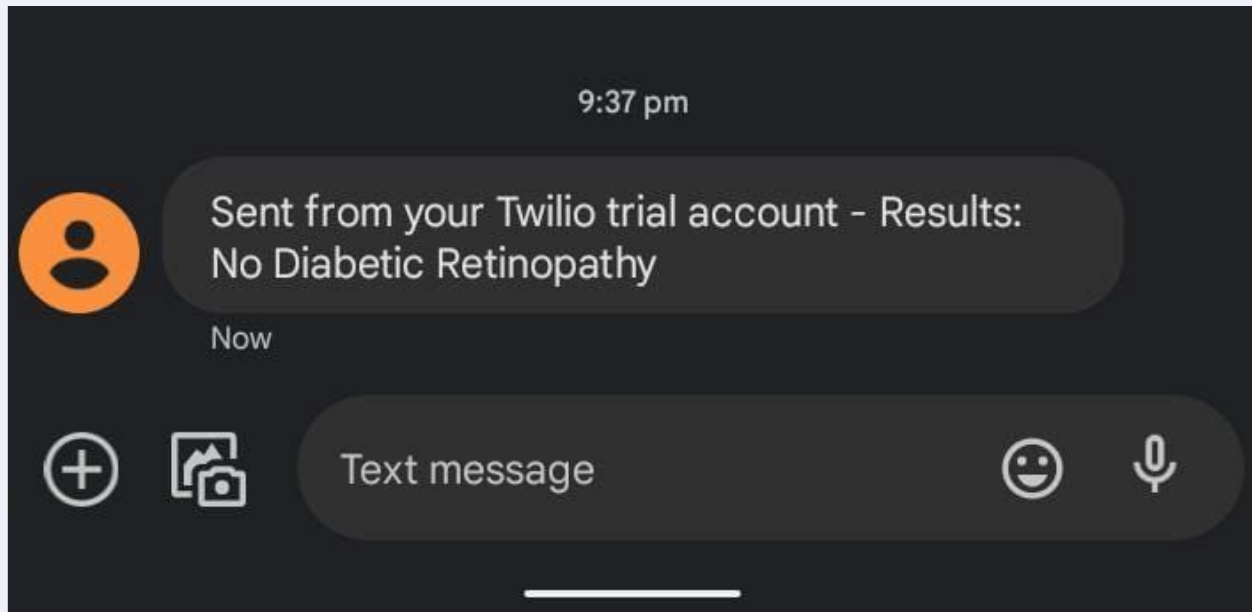 9:37 pm
Sent from your Twilio trial account - Results:
No Diabetic Retinopathy
Now
Text message